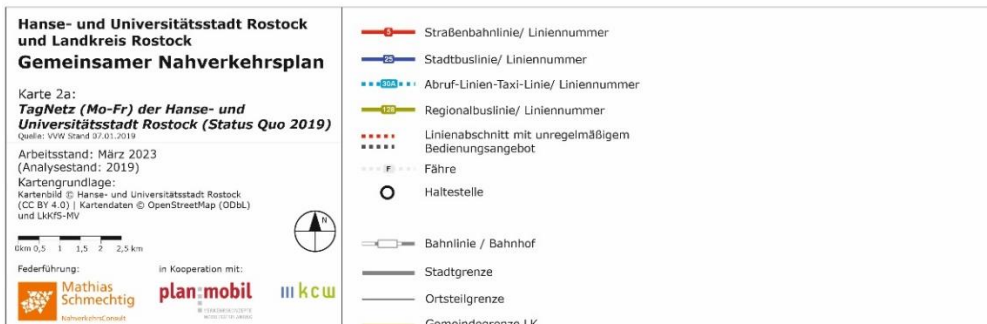 Hanse- und Universitätsstadt Rostock
und Landkreis Rostock
Gemeinsamer Nahverkehrsplan
Karte 2a:
TagNetz (Mo-Fr) der Hanse- und
Universitätsstadt Rostock (Status Quo 2019)
Quelle: VVW Stand 07.01.2019
Arbeitsstand: März 2023
(Analysestand: 2019)
Kartengrundlage:
Kartenbild © Hanse- und Universitätsstadt Rostock
(CC BY 4.0) | Kartendaten © OpenStreetMap (ODbL)
und LkKfS-MV
N
0km 0,5 1 1,5 2 2,5 km
Federführung:
in Kooperation mit:
Mathias
Schmechtig
NahverkehrsConsult
plan:mobil
kcw
5 Straßenbahnlinie/ Liniennummer
25 Stadtbuslinie/ Liniennummer
30A Abruf-Linien-Taxi-Linie/ Liniennummer
Regionalbuslinie/ Liniennummer
Linienabschnitt mit unregelmäßigem
Bedienungsangebot
F Fähre
Haltestelle
Bahnlinie / Bahnhof
Stadtgrenze
Ortsteilgrenze
Gemeindegrenze LK